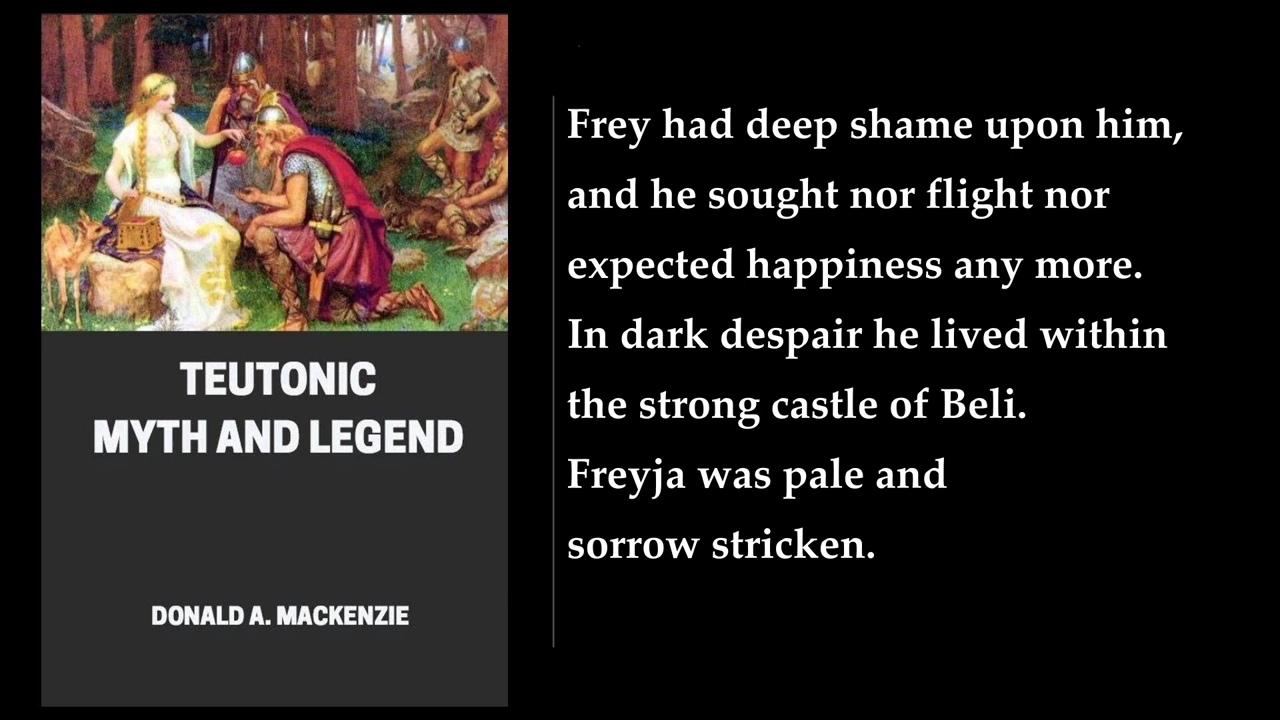 TEUTONIC
MYTH AND LEGEND
DONALD A. MACKENZIE
Frey had deep shame upon him,
and he sought nor flight nor
expected happiness any more.
In dark despair he lived within
the strong castle of Beli.
Freyja was pale and
sorrow stricken.